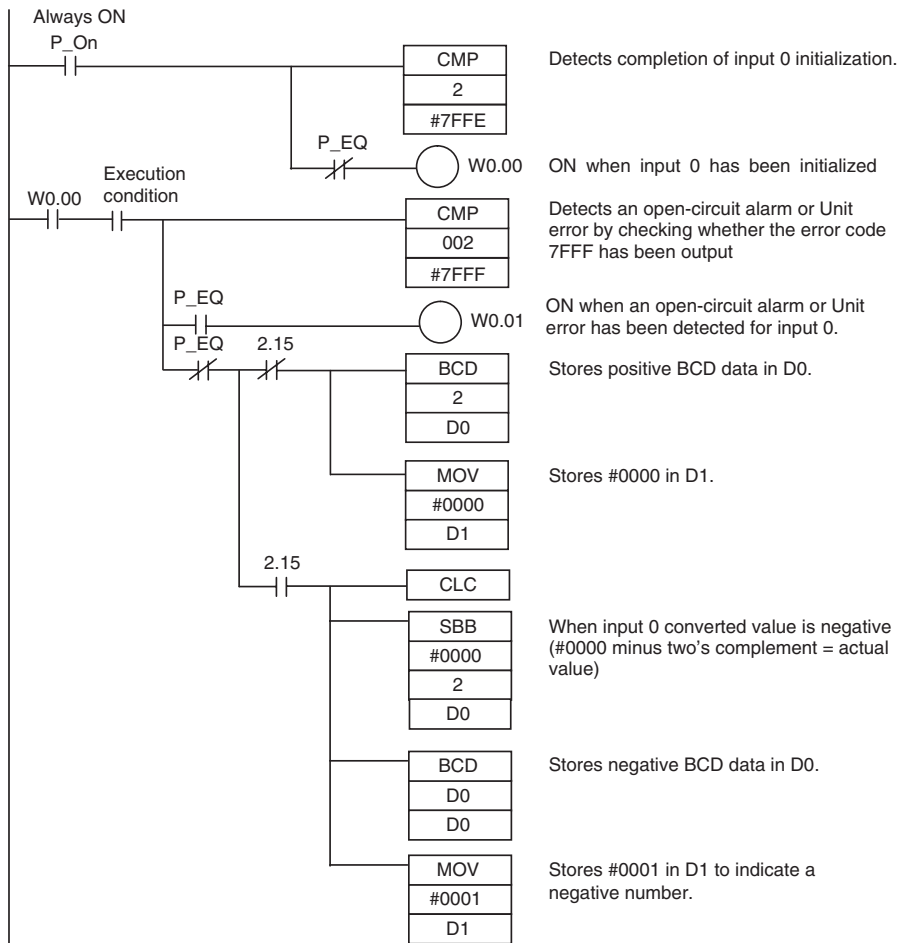 Always ON
P_On
CMP
2
#7FFE
Detects completion of input 0 initialization.
P_EQ
W0.00
ON when input 0 has been initialized
W0.00
Execution
condition
CMP
002
#7FFF
Detects an open-circuit alarm or Unit
error by checking whether the error code
7FFF has been output
P_EQ
W0.01
ON when an open-circuit alarm or Unit
error has been detected for input 0.
P_EQ
2.15
BCD
2
D0
Stores positive BCD data in D0.
MOV
#0000
D1
Stores #0000 in D1.
2.15
CLC
SBB
#0000
2
D0
When input 0 converted value is negative
(#0000 minus two's complement = actual
value)
BCD
D0
D0
Stores negative BCD data in D0.
MOV
#0001
D1
Stores #0001 in D1 to indicate a
negative number.